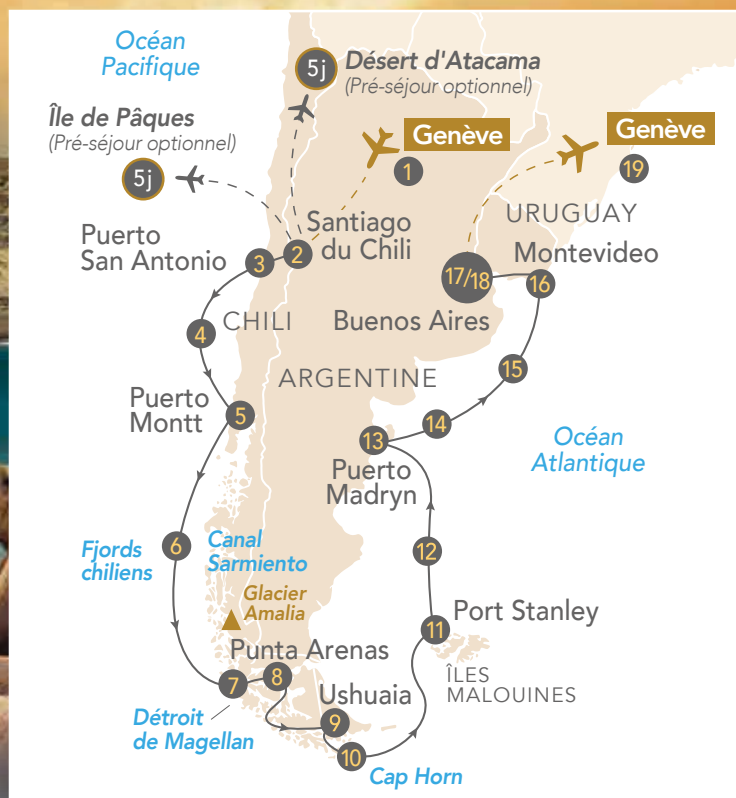 Océan
Pacifique
5j
Désert d'Atacama
(Pré-séjour optionnel)
Île de Pâques
(Pré-séjour optionnel)
5j
Genève
1
Genève
19
URUGUAY
Montevideo
16
Santiago
du Chili
2
Puerto
San Antonio
3
17/18
Buenos Aires
4
CHILI
ARGENTINE
15
Puerto
Montt
5
14
13
Puerto
Madryn
Océan
Atlantique
6
Fjords
chiliens
Canal
Sarmiento
12
Glacier
Amalia
Port Stanley
11
Punta Arenas
8
7
ÎLES
MALOUINES
Ushuaia
9
Détroit
de Magellan
10
Cap Horn